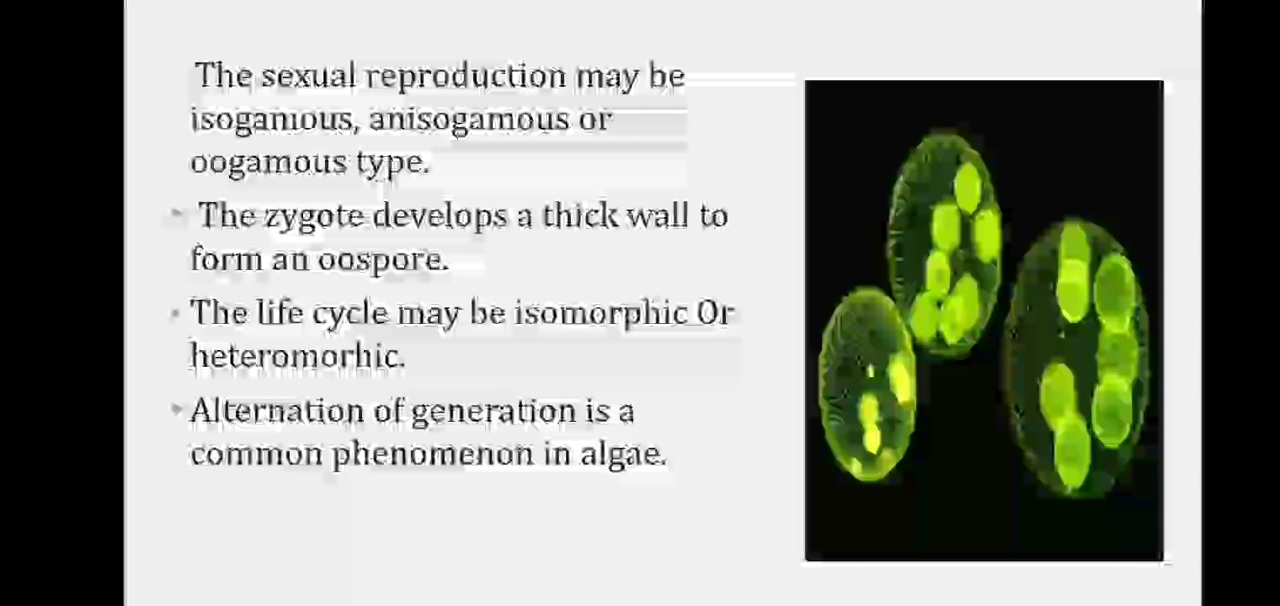 The sexual reproduction may be
isogamous, anisogamous or
oogamous type.
The zygote develops a thick wall to
form an oospore.
The life cycle may be isomorphic Or
heteromorhic.
Alternation of generation is a
common phenomenon in algae.